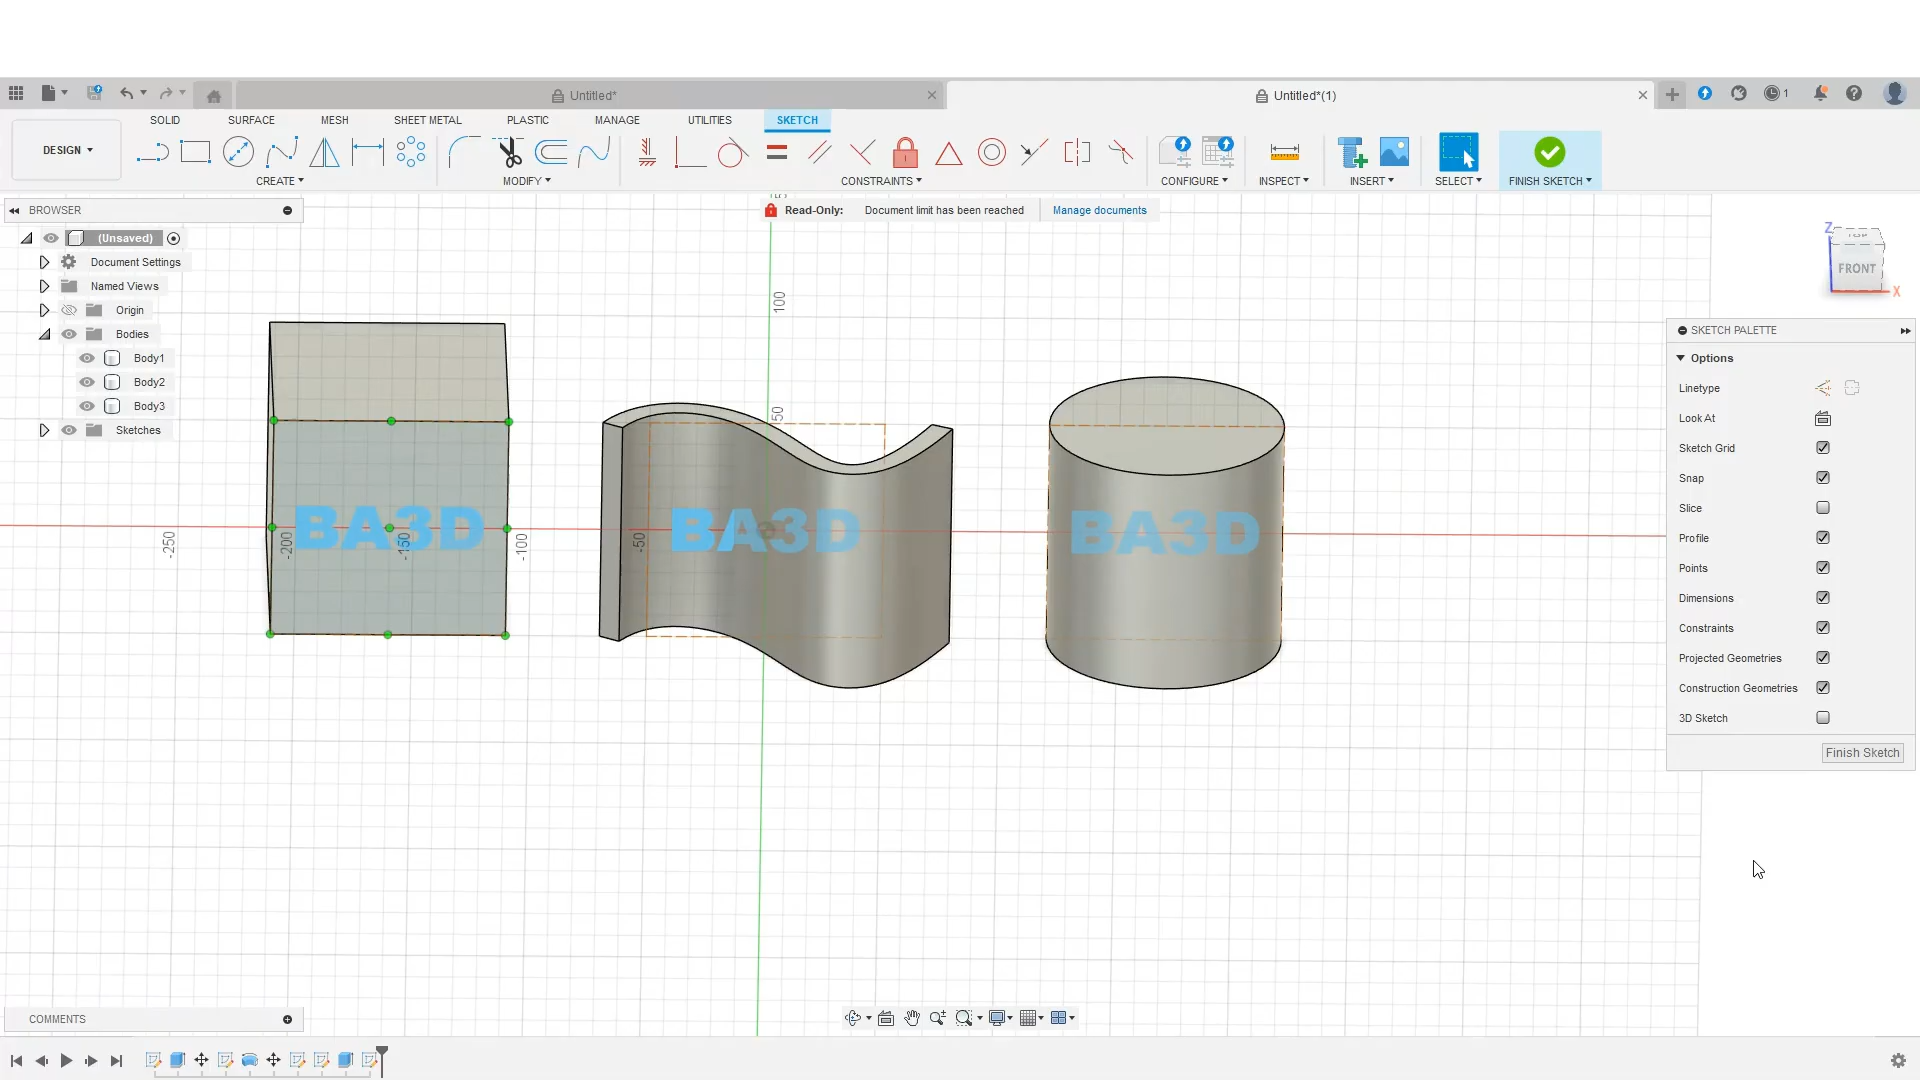 Untitled*
Untitled*(1)
1
SOLID
SURFACE
MESH
SHEET METAL
PLASTIC
MANAGE
UTILITIES
SKETCH
DESIGN
CREATE
MODIFY
CONSTRAINTS
CONFIGURE
INSPECT
INSERT
SELECT
FINISH SKETCH
BROWSER
Read-Only: Document limit has been reached Manage documents
(Unsaved)
Document Settings
Named Views
Origin
Bodies
Body1
Body2
Body3
Sketches
Z
TOP
FRONT
X
100
50
-250
-200
-150
-100
-50
BA3D
BA3D
BA3D
SKETCH PALETTE
Options
Linetype
Look At
Sketch Grid
Snap
Slice
Profile
Points
Dimensions
Constraints
Projected Geometries
Construction Geometries
3D Sketch
Finish Sketch
COMMENTS